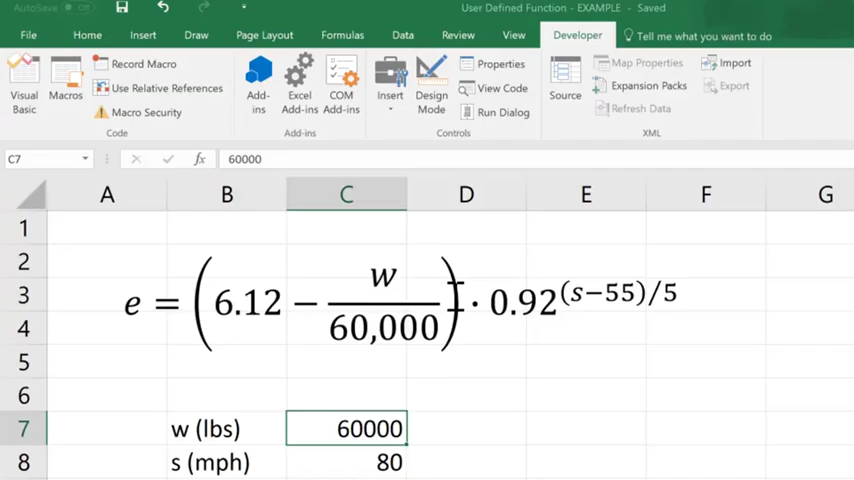 AutoSave Off User Defined Function - EXAMPLE - Saved
File Home Insert Draw Page Layout Formulas Data Review View Developer Tell me what you want to do
Visual Basic
Macros
Record Macro
Use Relative References
Macro Security
Code
Add-ins
Excel Add-ins
COM Add-ins
Add-ins
Insert
Design Mode
Properties
View Code
Run Dialog
Controls
Source
Map Properties
Expansion Packs
Refresh Data
Import
Export
XML
C7 fx 60000
A B C D E F G
1
2
3
4
5
6
7
8
e = (6.12 − w/60,000) · 0.92^(s−55)/5
w (lbs) 60000
s (mph) 80